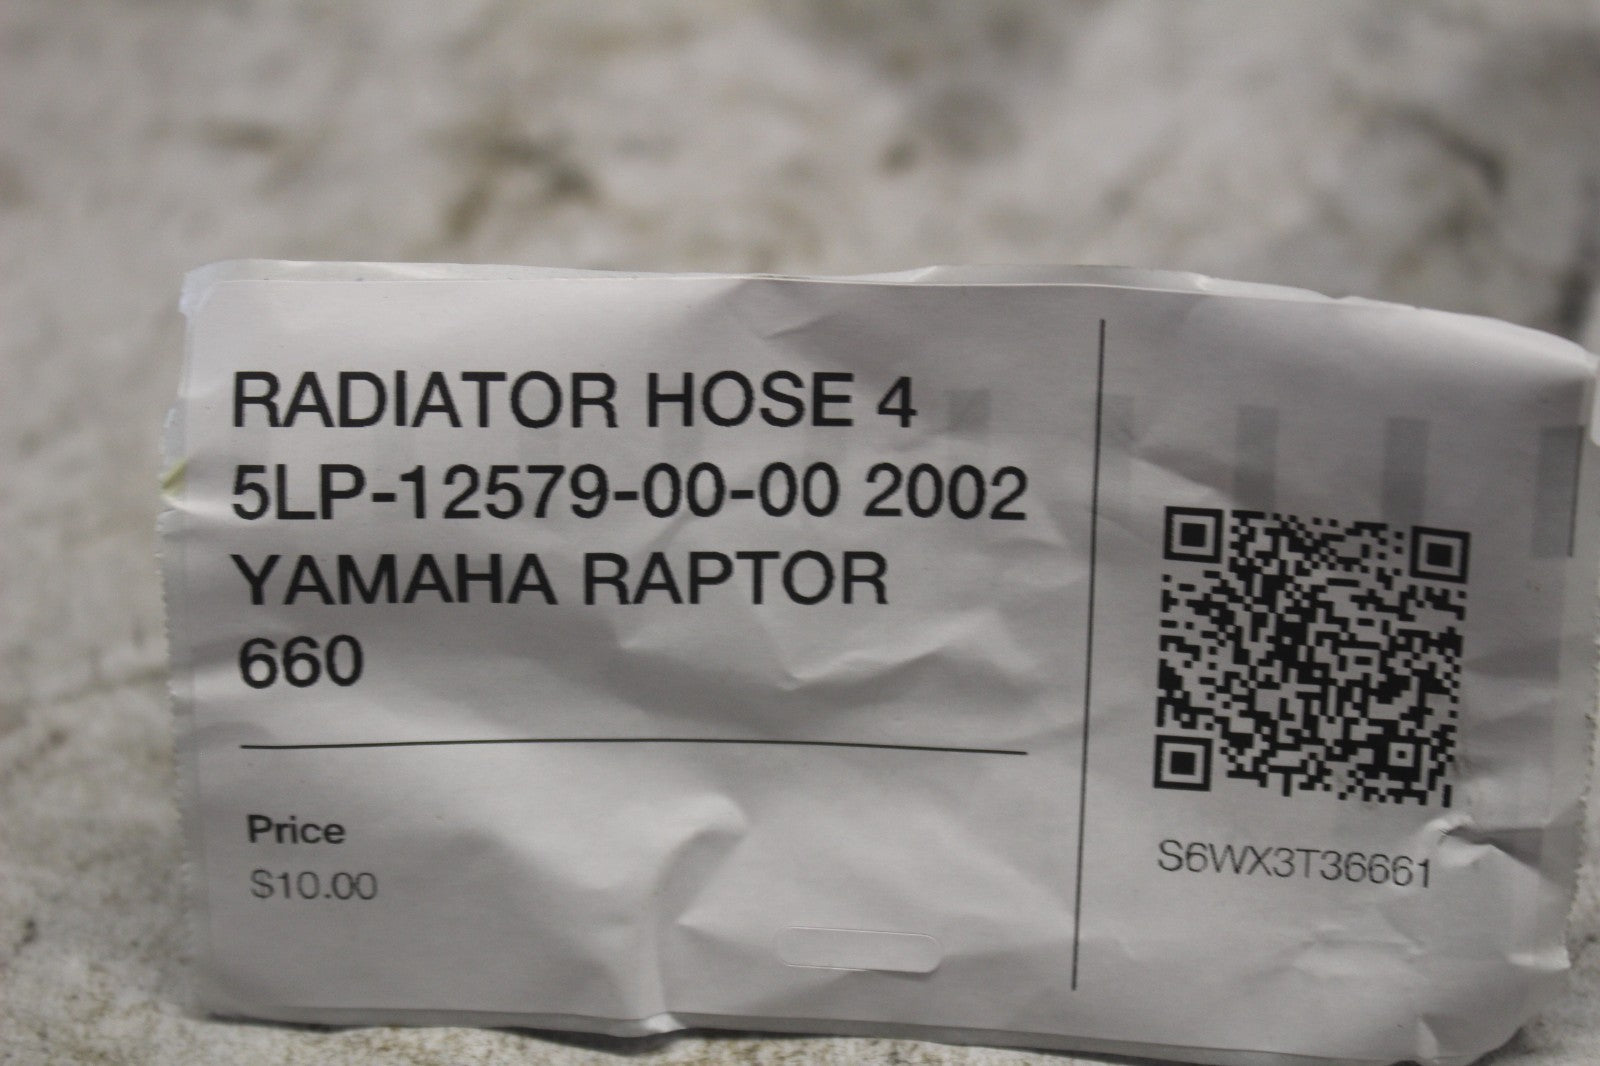 RADIATOR HOSE 4
5LP-12579-00-00 2002
YAMAHA RAPTOR
660
Price
$10.00
S6WX3T36661